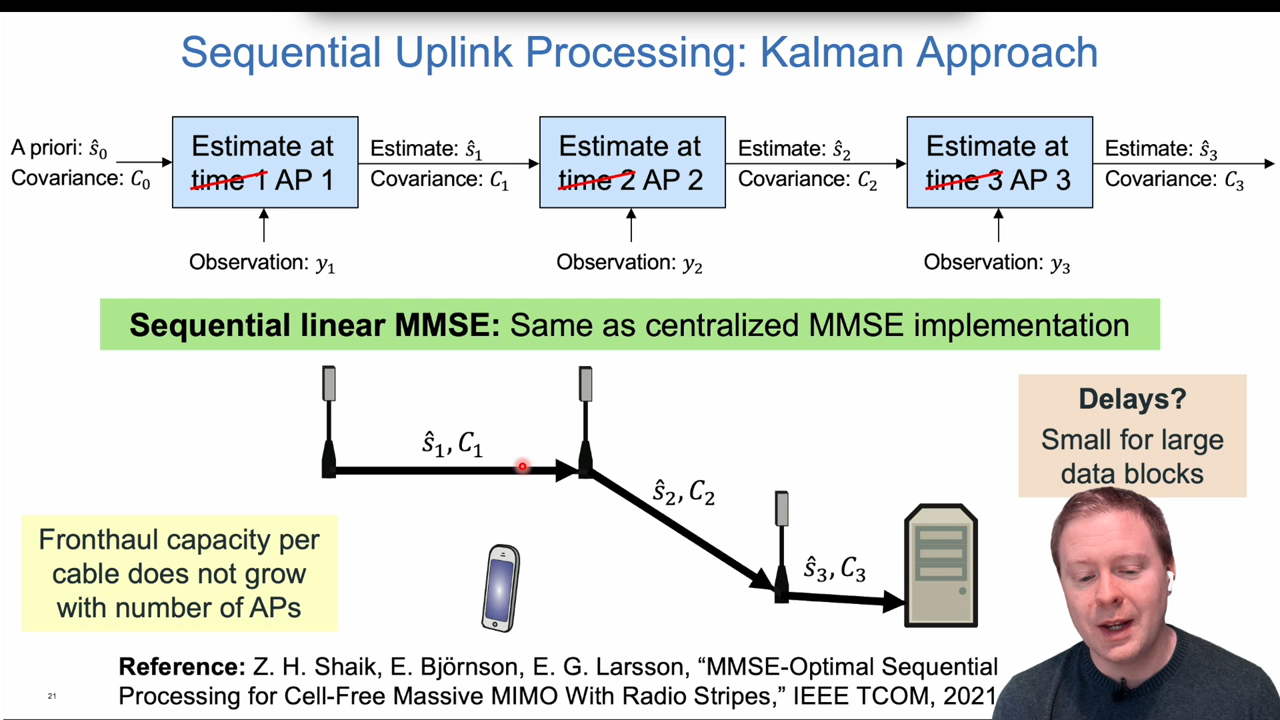 Sequential Uplink Processing: Kalman Approach
A priori: ŝ₀
Covariance: C₀
Estimate at
time 1 AP 1
Observation: y₁
Estimate: ŝ₁
Covariance: C₁
Estimate at
time 2 AP 2
Observation: y₂
Estimate: ŝ₂
Covariance: C₂
Estimate at
time 3 AP 3
Observation: y₃
Estimate: ŝ₃
Covariance: C₃
Sequential linear MMSE: Same as centralized MMSE implementation
ŝ₁, C₁
ŝ₂, C₂
ŝ₃, C₃
Delays?
Small for large
data blocks
Fronthaul capacity per
cable does not grow
with number of APs
Reference: Z. H. Shaik, E. Björnson, E. G. Larsson, “MMSE-Optimal Sequential
Processing for Cell-Free Massive MIMO With Radio Stripes,” IEEE TCOM, 2021
21